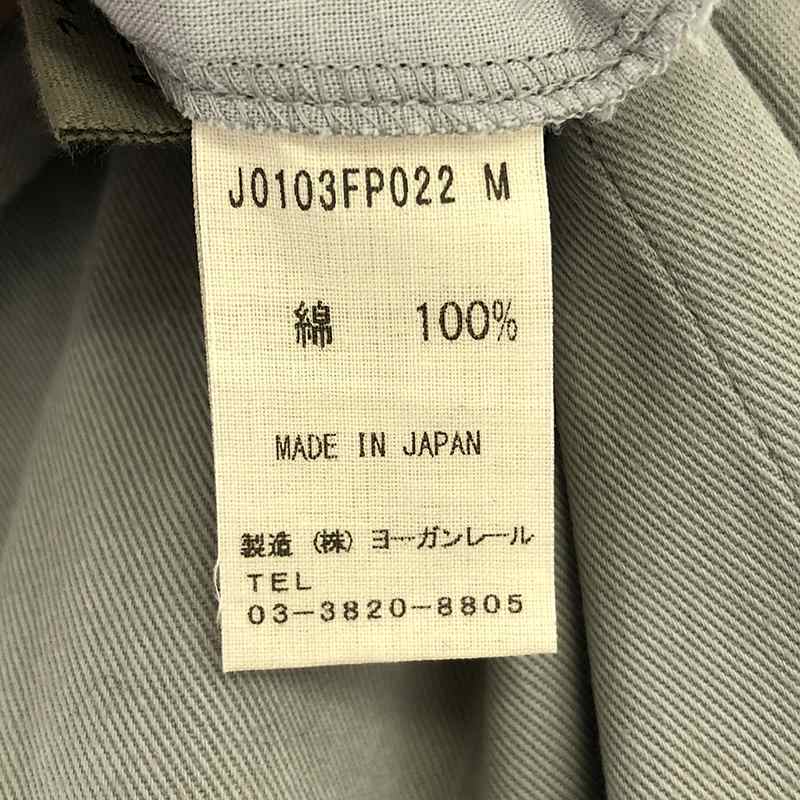 J0103FP022 M
綿 100%
MADE IN JAPAN
製造 (株) ヨーガンレール
TEL
03-3820-8805